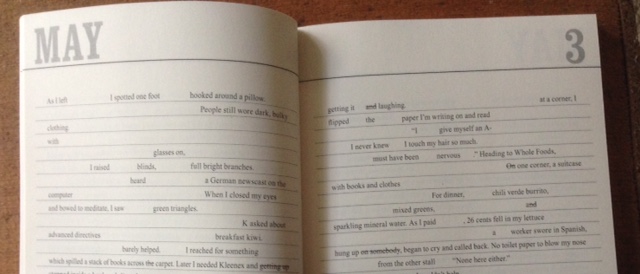 MAY
As I left I spotted one foot hooked around a pillow.
People still wore dark, bulky
clothing
with
glasses on,
I raised blinds, full bright branches.
heard a German newscast on the
computer When I closed my eyes
and bowed to meditate, I saw green triangles.
K asked about
advanced directives breakfast kiwi,
barely helped. I reached for something
which spilled a stack of books across the carpet. Later I needed Kleenex and getting up
3
getting it and laughing. at a corner, I
flipped the paper I'm writing on and read
"I give myself an A-
I never knew I touch my hair so much.
must have been nervous "Heading to Whole Foods,
On one corner, a suitcase
with books and clothes
For dinner, chili verde burrito,
mixed greens, and
sparkling mineral water. As I paid , 26 cents fell in my lettuce
a worker swore in Spanish,
hung up on somebody, began to cry and called back. No toilet paper to blow my nose
from the other stall "None here either."